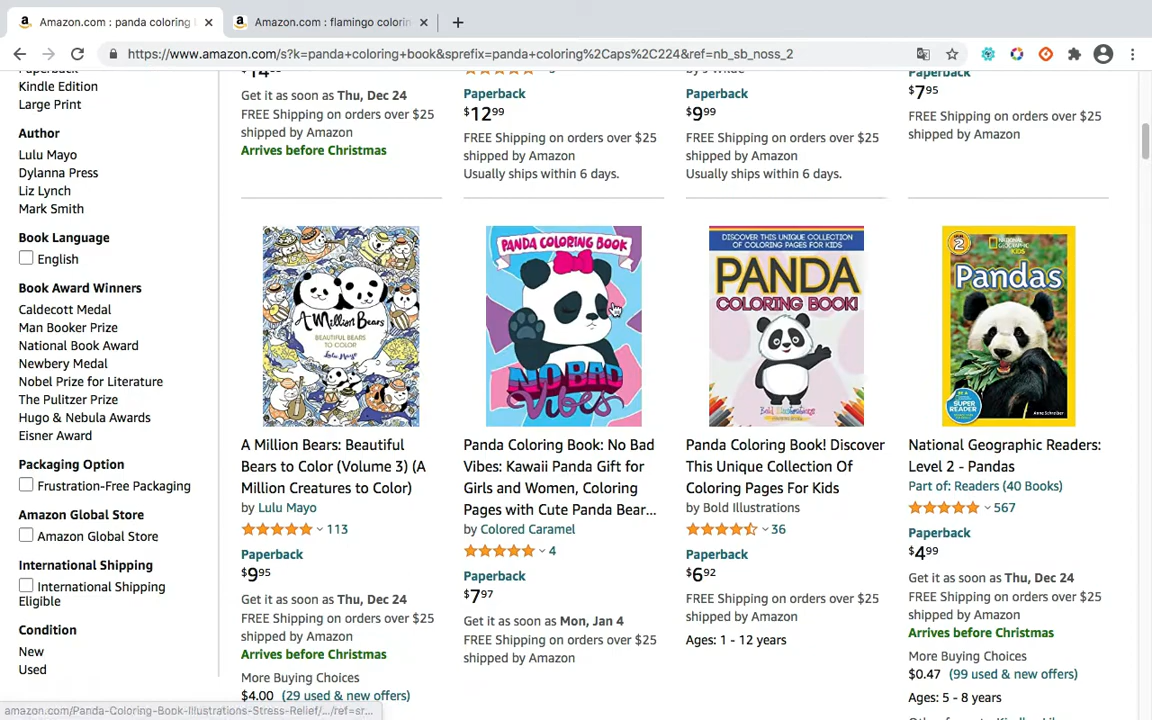 Amazon.com : panda coloring
Amazon.com : flamingo colorin
https://www.amazon.com/s?k=panda+coloring+book&sprefix=panda+coloring%2Caps%2C224&ref=nb_sb_noss_2
Paperback
Kindle Edition
Large Print
Author
Lulu Mayo
Dylanna Press
Liz Lynch
Mark Smith
Book Language
English
Book Award Winners
Caldecott Medal
Man Booker Prize
National Book Award
Newbery Medal
Nobel Prize for Literature
The Pulitzer Prize
Hugo & Nebula Awards
Eisner Award
Packaging Option
Frustration-Free Packaging
Amazon Global Store
Amazon Global Store
International Shipping
International Shipping
Eligible
Condition
New
Used
Get it as soon as Thu, Dec 24
FREE Shipping on orders over $25
shipped by Amazon
Arrives before Christmas
Paperback
$12 99
FREE Shipping on orders over $25
shipped by Amazon
Usually ships within 6 days.
Paperback
$9 99
FREE Shipping on orders over $25
shipped by Amazon
Usually ships within 6 days.
Paperback
$7 95
FREE Shipping on orders over $25
shipped by Amazon
A Million Bears
BEAUTIFUL BEARS
TO COLOR
Lulu Mayo
A Million Bears: Beautiful
Bears to Color (Volume 3) (A
Million Creatures to Color)
by Lulu Mayo
113
Paperback
$9 95
Get it as soon as Thu, Dec 24
FREE Shipping on orders over $25
shipped by Amazon
Arrives before Christmas
More Buying Choices
$4.00 (29 used & new offers)
PANDA COLORING BOOK
NO BAD
Vibes
Panda Coloring Book: No Bad
Vibes: Kawaii Panda Gift for
Girls and Women, Coloring
Pages with Cute Panda Bear...
by Colored Caramel
4
Paperback
$7 97
Get it as soon as Mon, Jan 4
FREE Shipping on orders over $25
shipped by Amazon
DISCOVER THIS UNIQUE COLLECTION
OF COLORING PAGES FOR KIDS
PANDA
COLORING BOOK!
Bold Illustrations
Panda Coloring Book! Discover
This Unique Collection Of
Coloring Pages For Kids
by Bold Illustrations
36
Paperback
$6 92
FREE Shipping on orders over $25
shipped by Amazon
Ages: 1 - 12 years
2
NATIONAL GEOGRAPHIC
KiDS
Pandas
SUPER
READER
Anne Schreiber
National Geographic Readers:
Level 2 - Pandas
Part of: Readers (40 Books)
567
Paperback
$4 99
Get it as soon as Thu, Dec 24
FREE Shipping on orders over $25
shipped by Amazon
Arrives before Christmas
More Buying Choices
$0.47 (99 used & new offers)
Ages: 5 - 8 years
amazon.com/Panda-Coloring-Book-Illustrations-Stress-Relief/.../ref=sr...